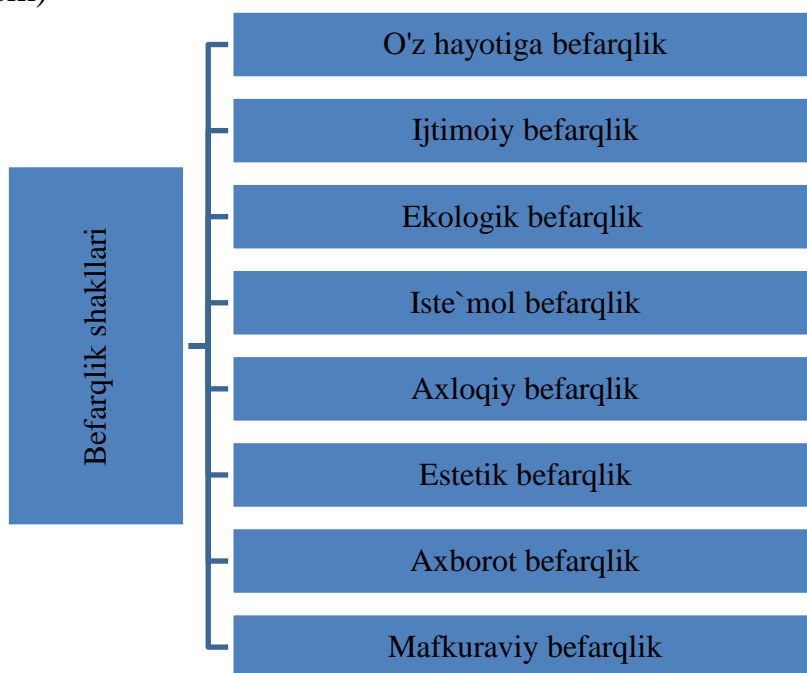 Befarqlik shakllari
O'z hayotiga befarqlik
Ijtimoiy befarqlik
Ekologik befarqlik
Iste`mol befarqlik
Axloqiy befarqlik
Estetik befarqlik
Axborot befarqlik
Mafkuraviy befarqlik